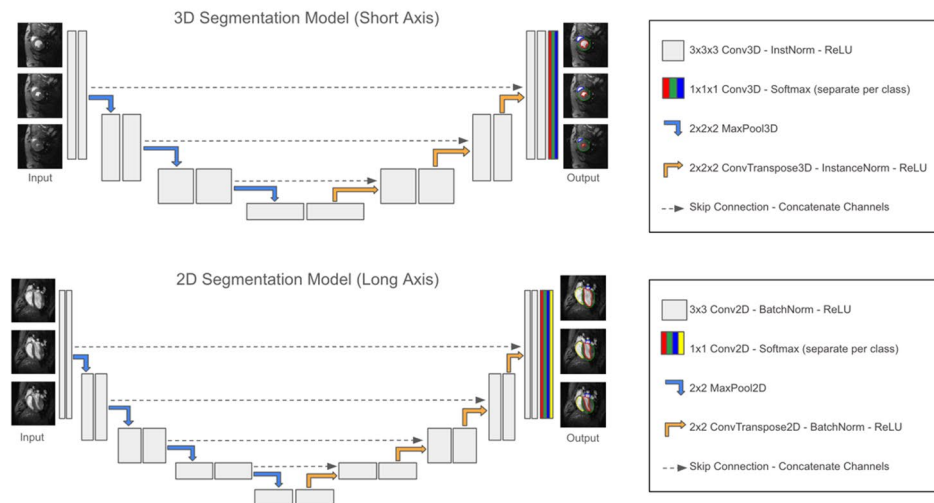 3D Segmentation Model (Short Axis)
Input
Output
3x3x3 Conv3D - InstNorm - ReLU
1x1x1 Conv3D - Softmax (separate per class)
2x2x2 MaxPool3D
2x2x2 ConvTranspose3D - InstanceNorm - ReLU
Skip Connection - Concatenate Channels
2D Segmentation Model (Long Axis)
Input
Output
3x3 Conv2D - BatchNorm - ReLU
1x1 Conv2D - Softmax (separate per class)
2x2 MaxPool2D
2x2 ConvTranspose2D - BatchNorm - ReLU
Skip Connection - Concatenate Channels